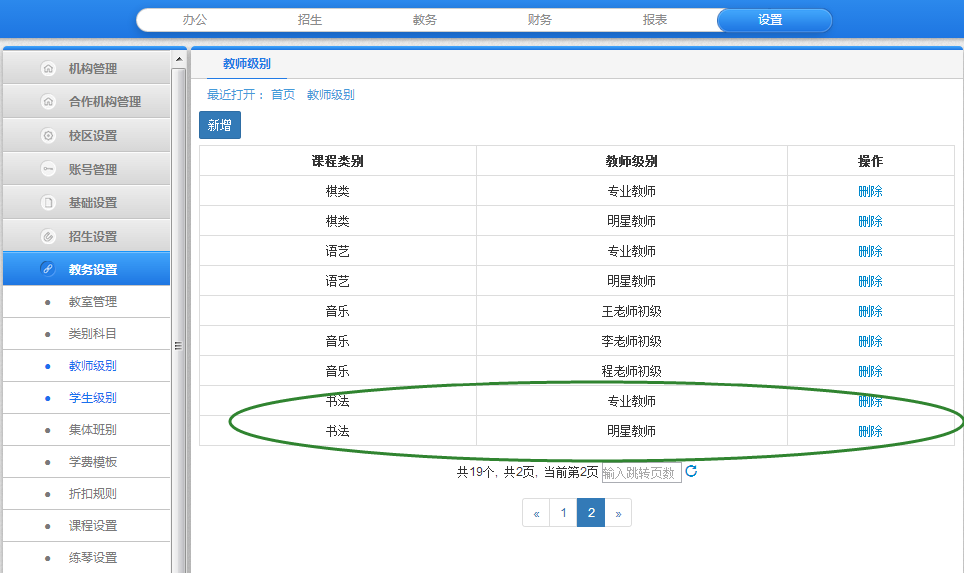 办公 招生 教务 财务 报表 设置
机构管理
合作机构管理
校区设置
账号管理
基础设置
招生设置
教务设置
教室管理
类别科目
教师级别
学生级别
集体班别
学费模板
折扣规则
课程设置
练琴设置
教师级别
最近打开： 首页 教师级别
新增
课程类别 教师级别 操作
棋类 专业教师 删除
棋类 明星教师 删除
语艺 专业教师 删除
语艺 明星教师 删除
音乐 王老师初级 删除
音乐 李老师初级 删除
音乐 程老师初级 删除
书法 专业教师 删除
书法 明星教师 删除
共19个, 共2页, 当前第2页 输入跳转页数
« 1 2 »